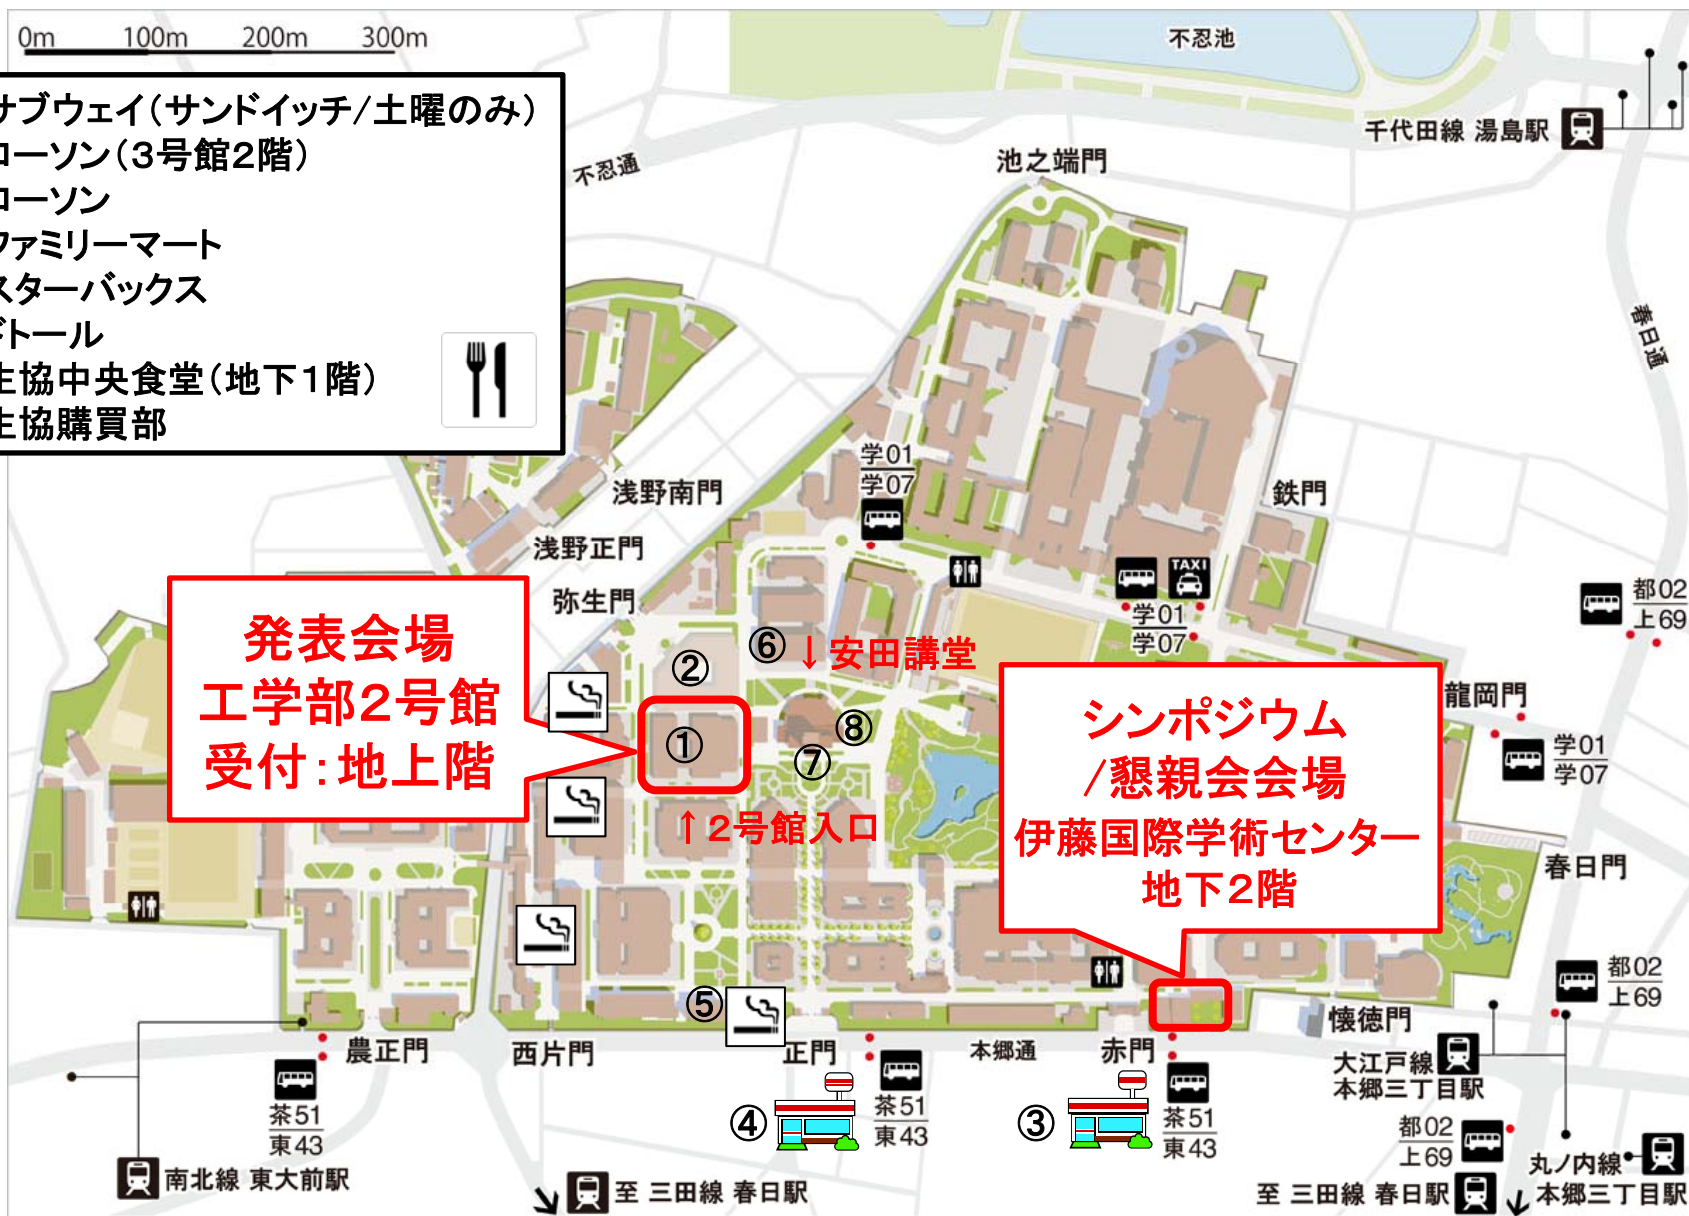 0m 100m 200m 300m
サブウェイ(サンドイッチ/土曜のみ)
ローソン(3号館2階)
ローソン
ファミリーマート
スターバックス
ドトール
生協中央食堂(地下1階)
生協購買部
不忍池
千代田線 湯島駅
不忍通
池之端門
春日通
浅野南門
浅野正門
弥生門
学01
学07
鉄門
TAXI
学01
学07
都02
上69
発表会場
工学部2号館
受付:地上階
②
⑥
↓安田講堂
①
⑧
⑦
↑2号館入口
シンポジウム
/懇親会会場
伊藤国際学術センター
地下2階
龍岡門
学01
学07
春日門
都02
上69
⑤
農正門
西片門
正門
本郷通
赤門
懐徳門
大江戸線
本郷三丁目駅
茶51
東43
④
茶51
東43
③
茶51
東43
都02
上69
南北線 東大前駅
至 三田線 春日駅
至 三田線 春日駅
丸ノ内線
本郷三丁目駅